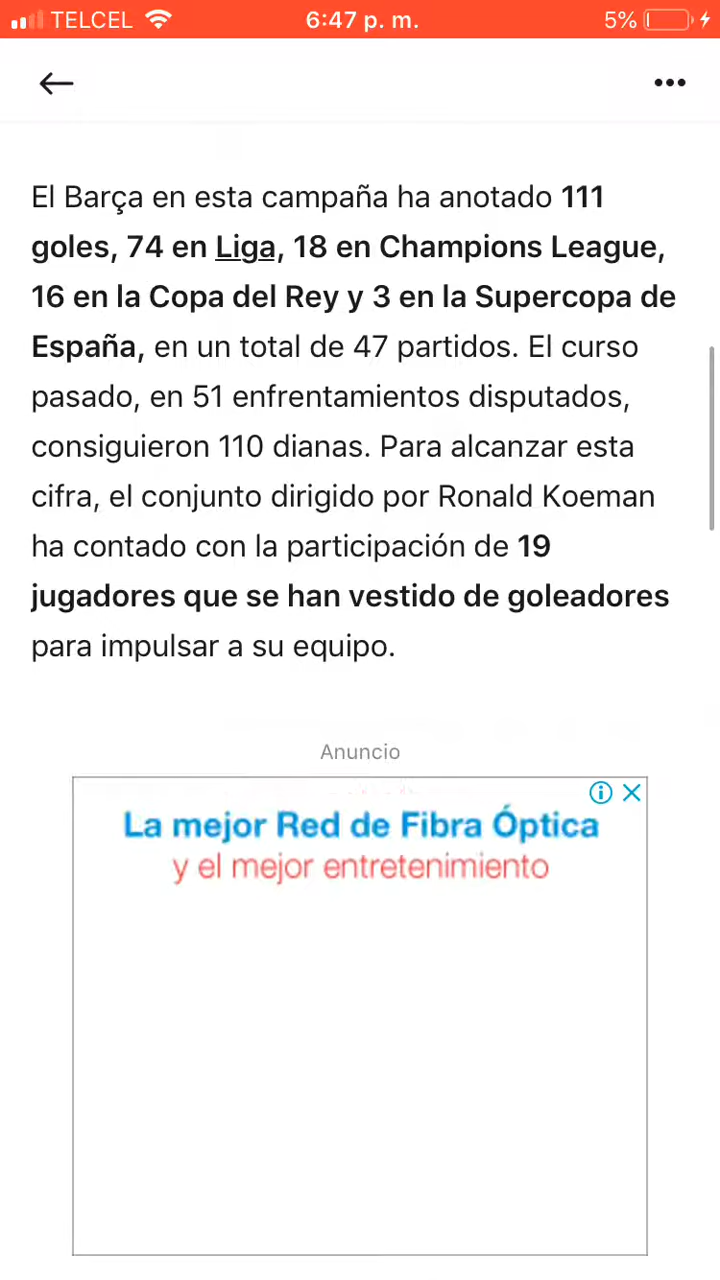 TELCEL 6:47 p. m. 5%
El Barça en esta campaña ha anotado 111
goles, 74 en Liga, 18 en Champions League,
16 en la Copa del Rey y 3 en la Supercopa de
España, en un total de 47 partidos. El curso
pasado, en 51 enfrentamientos disputados,
consiguieron 110 dianas. Para alcanzar esta
cifra, el conjunto dirigido por Ronald Koeman
ha contado con la participación de 19
jugadores que se han vestido de goleadores
para impulsar a su equipo.
Anuncio
La mejor Red de Fibra Óptica
y el mejor entretenimiento